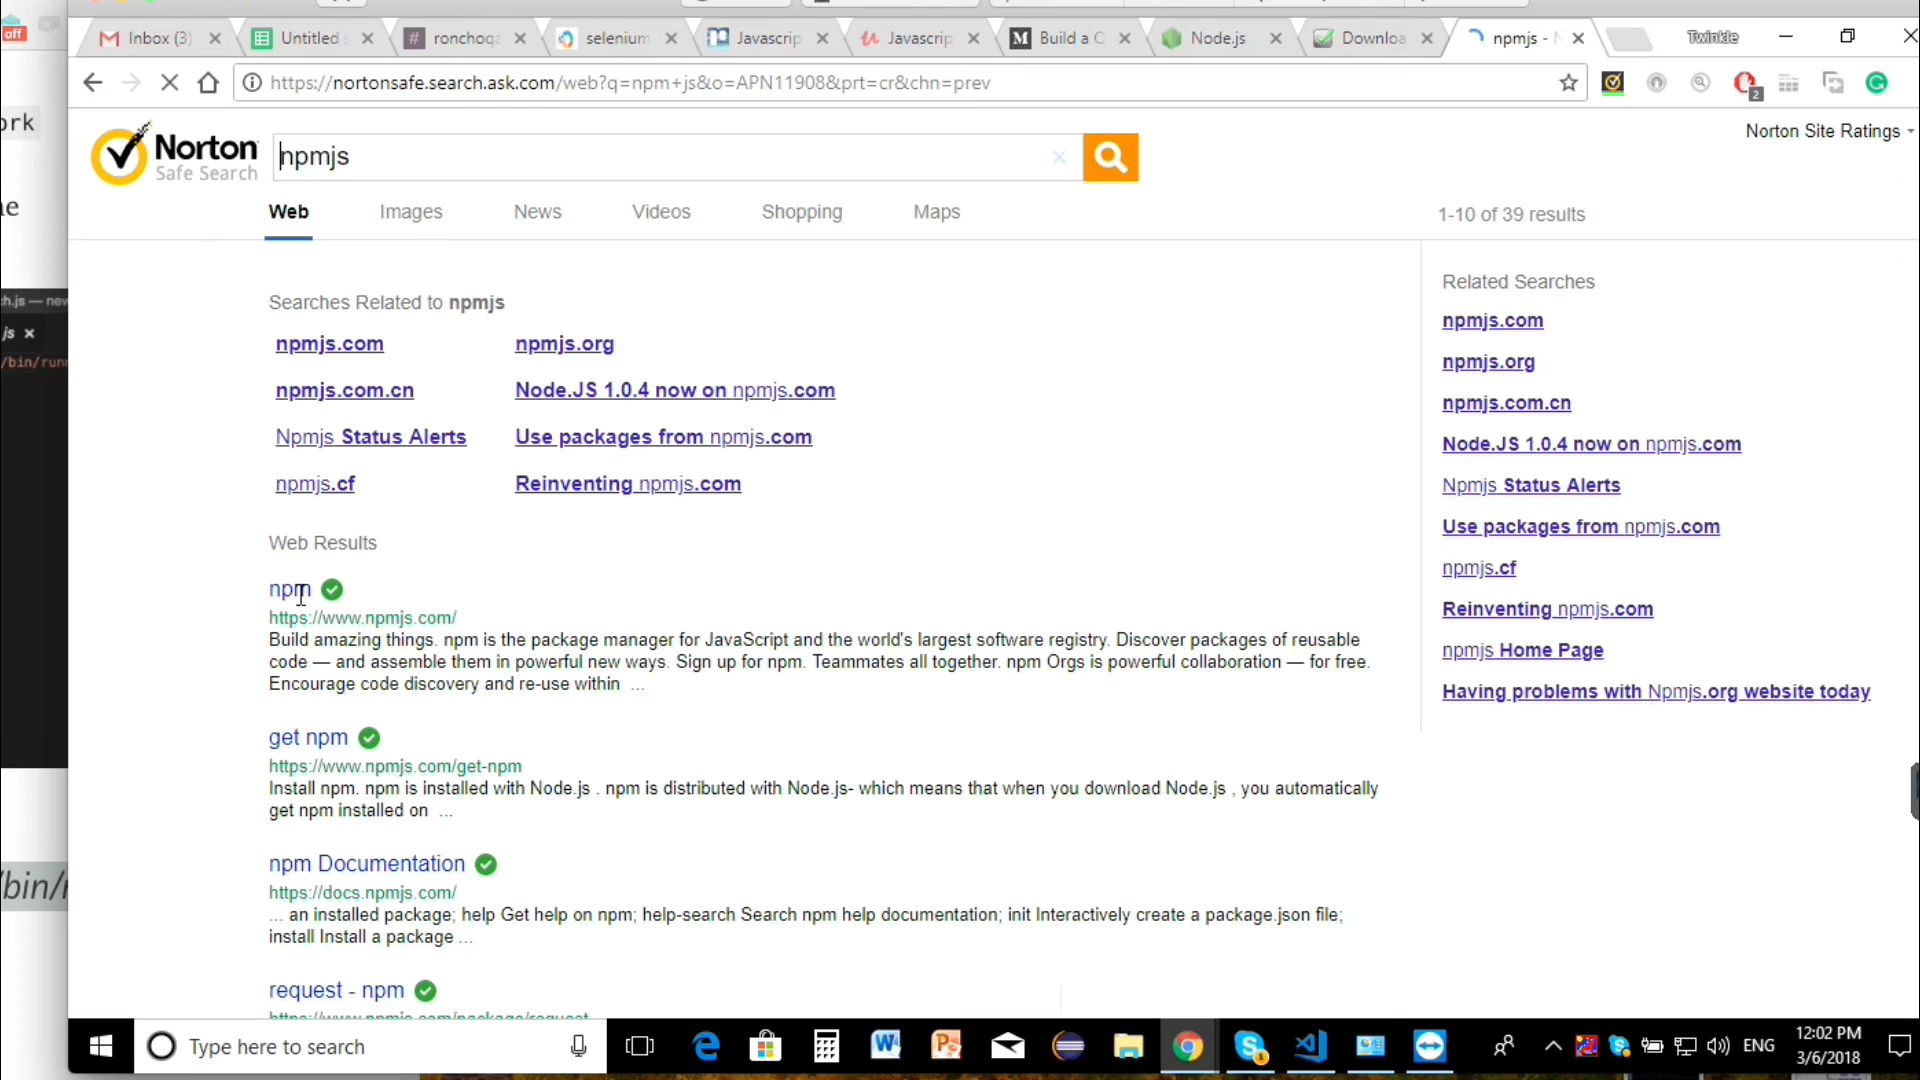 off
Inbox (3)
Untitled
ronchoqa
selenium
Javascrip
Javascrip
Build a Q
Node.js
Downloa
npmjs - N
Twinkle
https://nortonsafe.search.ask.com/web?q=npm+js&o=APN11908&prt=cr&chn=prev
2
ork
Norton
Safe Search
npmjs
Norton Site Ratings
Web
Images
News
Videos
Shopping
Maps
1-10 of 39 results
Searches Related to npmjs
npmjs.com
npmjs.org
npmjs.com.cn
Node.JS 1.0.4 now on npmjs.com
Npmjs Status Alerts
Use packages from npmjs.com
npmjs.cf
Reinventing npmjs.com
Related Searches
npmjs.com
npmjs.org
npmjs.com.cn
Node.JS 1.0.4 now on npmjs.com
Npmjs Status Alerts
Use packages from npmjs.com
npmjs.cf
Reinventing npmjs.com
npmjs Home Page
Having problems with Npmjs.org website today
Web Results
npm
https://www.npmjs.com/
Build amazing things. npm is the package manager for JavaScript and the world's largest software registry. Discover packages of reusable
code — and assemble them in powerful new ways. Sign up for npm. Teammates all together. npm Orgs is powerful collaboration — for free.
Encourage code discovery and re-use within ...
get npm
https://www.npmjs.com/get-npm
Install npm. npm is installed with Node.js . npm is distributed with Node.js- which means that when you download Node.js , you automatically
get npm installed on ...
npm Documentation
https://docs.npmjs.com/
... an installed package; help Get help on npm; help-search Search npm help documentation; init Interactively create a package.json file;
install Install a package ...
request - npm
https://www.npmjs.com/package/request
Type here to search
ENG
12:02 PM
3/6/2018